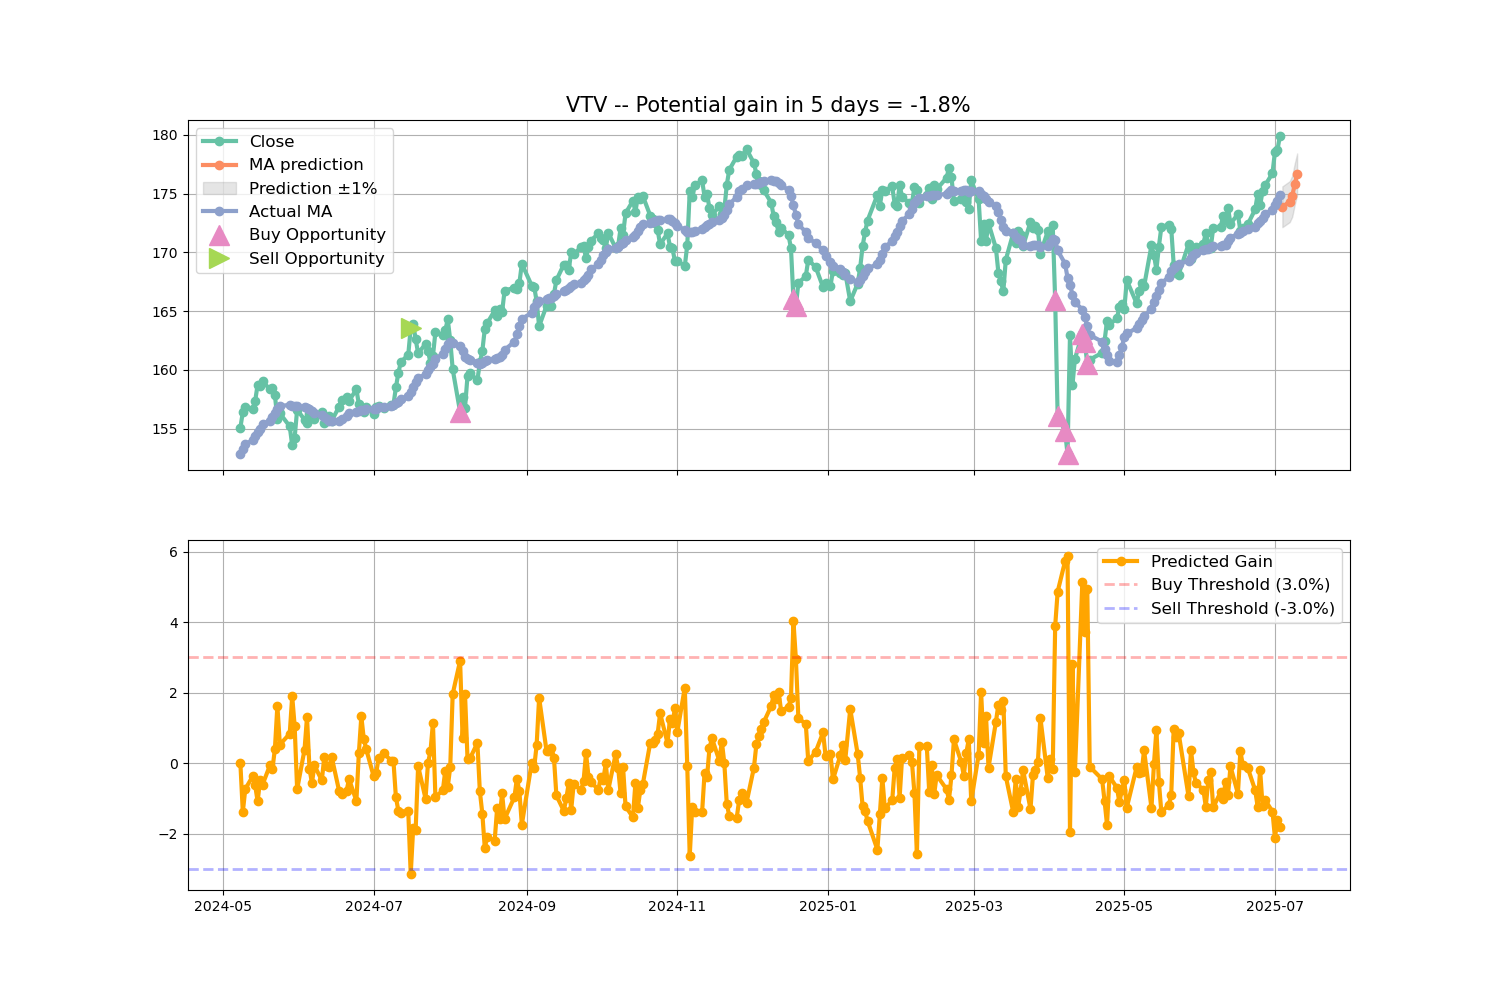 VTV -- Potential gain in 5 days = -1.8%
180
175
170
165
160
155
Close
MA prediction
Prediction ±1%
Actual MA
Buy Opportunity
Sell Opportunity
6
4
2
0
−2
Predicted Gain
Buy Threshold (3.0%)
Sell Threshold (-3.0%)
2024-05 2024-07 2024-09 2024-11 2025-01 2025-03 2025-05 2025-07